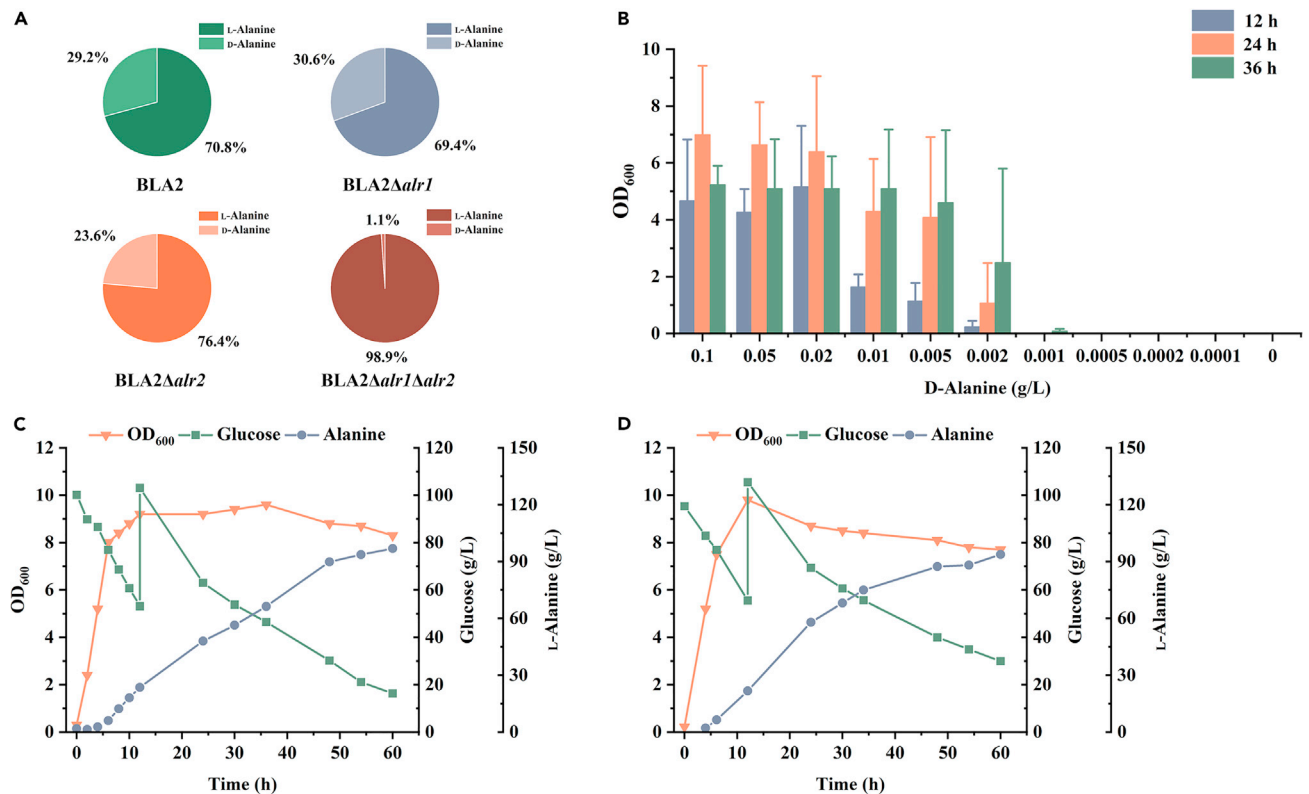 A
L-Alanine
D-Alanine
29.2%
70.8%
BLA2
L-Alanine
D-Alanine
30.6%
69.4%
BLA2Δalr1
L-Alanine
D-Alanine
23.6%
76.4%
BLA2Δalr2
L-Alanine
D-Alanine
1.1%
98.9%
BLA2Δalr1Δalr2
B
12 h
24 h
36 h
OD600
10
8
6
4
2
0
0.1 0.05 0.02 0.01 0.005 0.002 0.001 0.0005 0.0002 0.0001 0
D-Alanine (g/L)
C
OD600 Glucose Alanine
OD600
12
10
8
6
4
2
0
Glucose (g/L)
120
100
80
60
40
20
0
L-Alanine (g/L)
150
120
90
60
30
0
0 10 20 30 40 50 60
Time (h)
D
OD600 Glucose Alanine
12
10
8
6
4
2
0
Glucose (g/L)
120
100
80
60
40
20
0
L-Alanine (g/L)
150
120
90
60
30
0
0 10 20 30 40 50 60
Time (h)